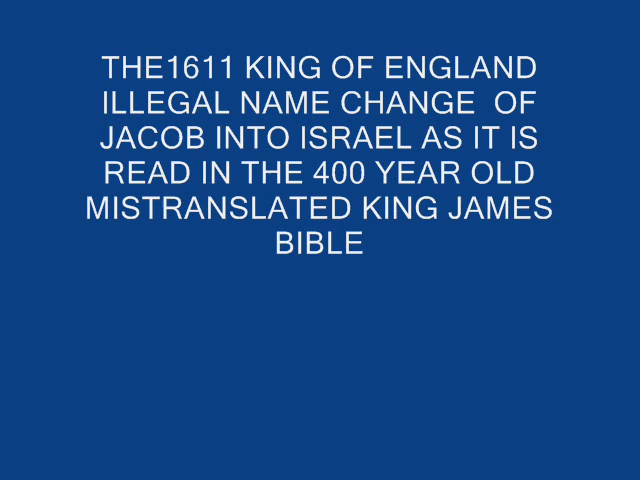 THE1611 KING OF ENGLAND
ILLEGAL NAME CHANGE  OF
JACOB INTO ISRAEL AS IT IS
READ IN THE 400 YEAR OLD
MISTRANSLATED KING JAMES
BIBLE